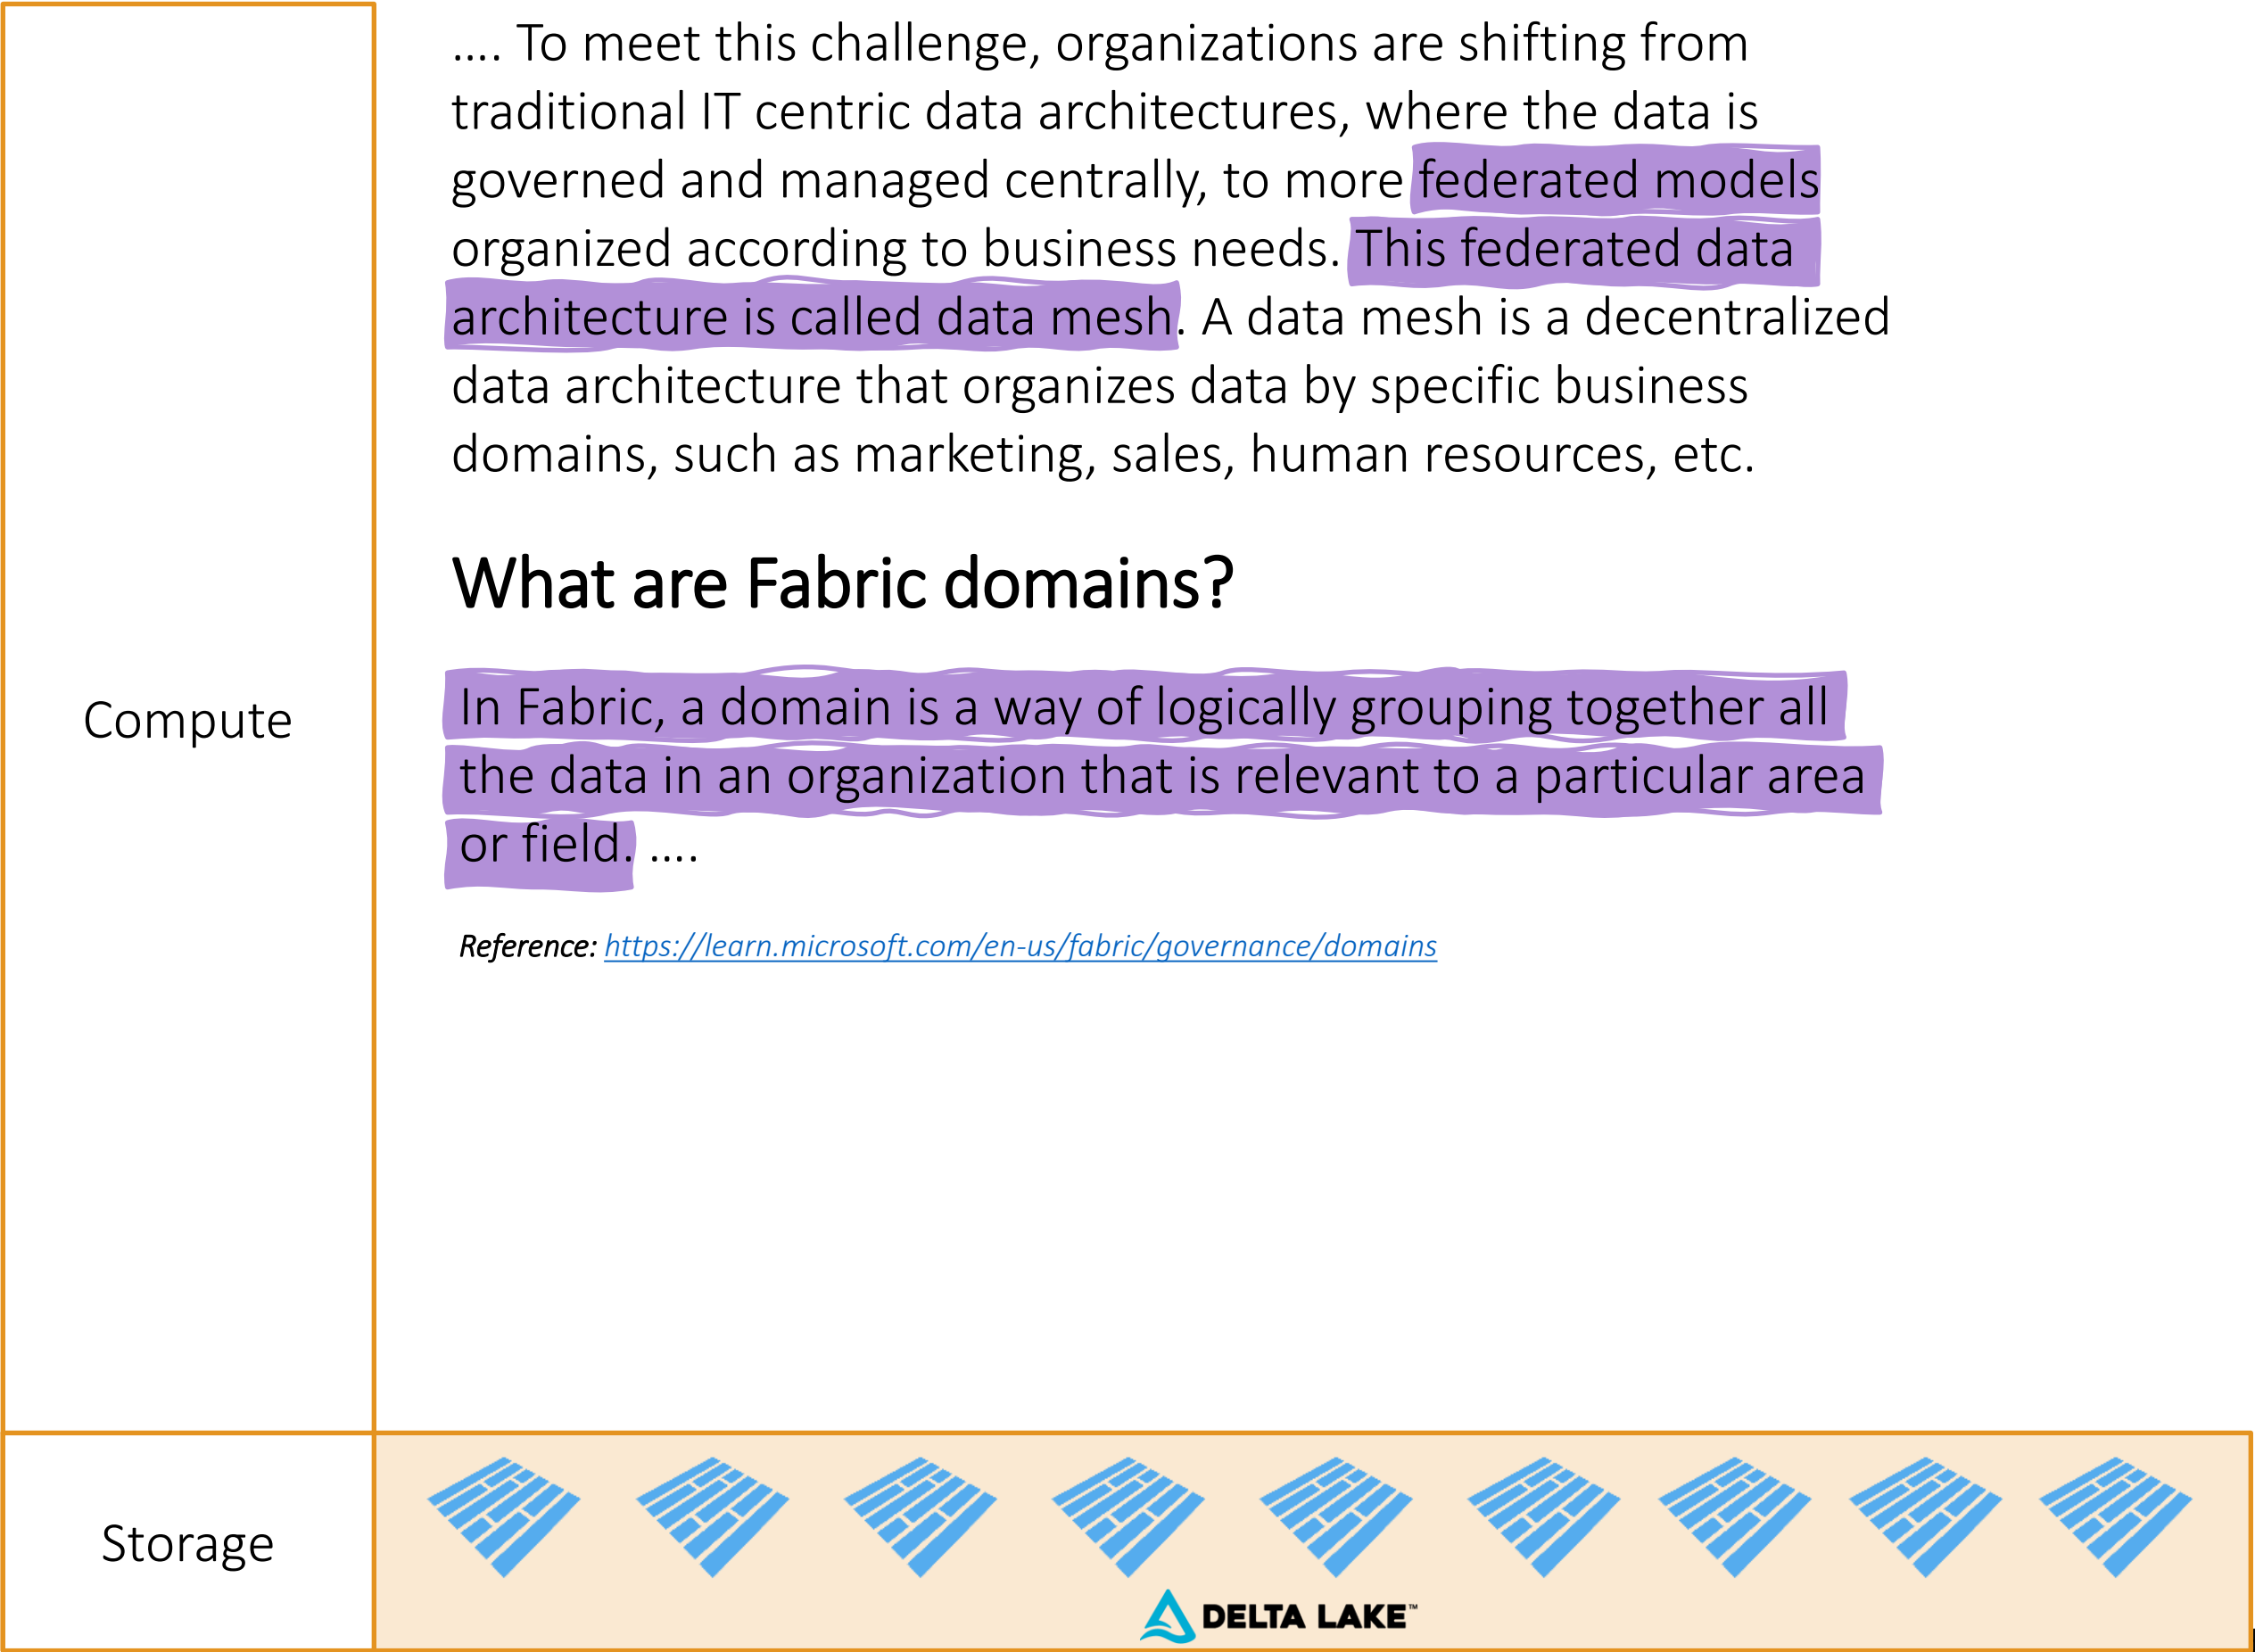 .... To meet this challenge, organizations are shifting from
traditional IT centric data architectures, where the data is
governed and managed centrally, to more federated models
organized according to business needs. This federated data
architecture is called data mesh. A data mesh is a decentralized
data architecture that organizes data by specific business
domains, such as marketing, sales, human resources, etc.
What are Fabric domains?
In Fabric, a domain is a way of logically grouping together all
the data in an organization that is relevant to a particular area
or field. ....
Reference: https://learn.microsoft.com/en-us/fabric/governance/domains
Compute
Storage
DELTA LAKE™